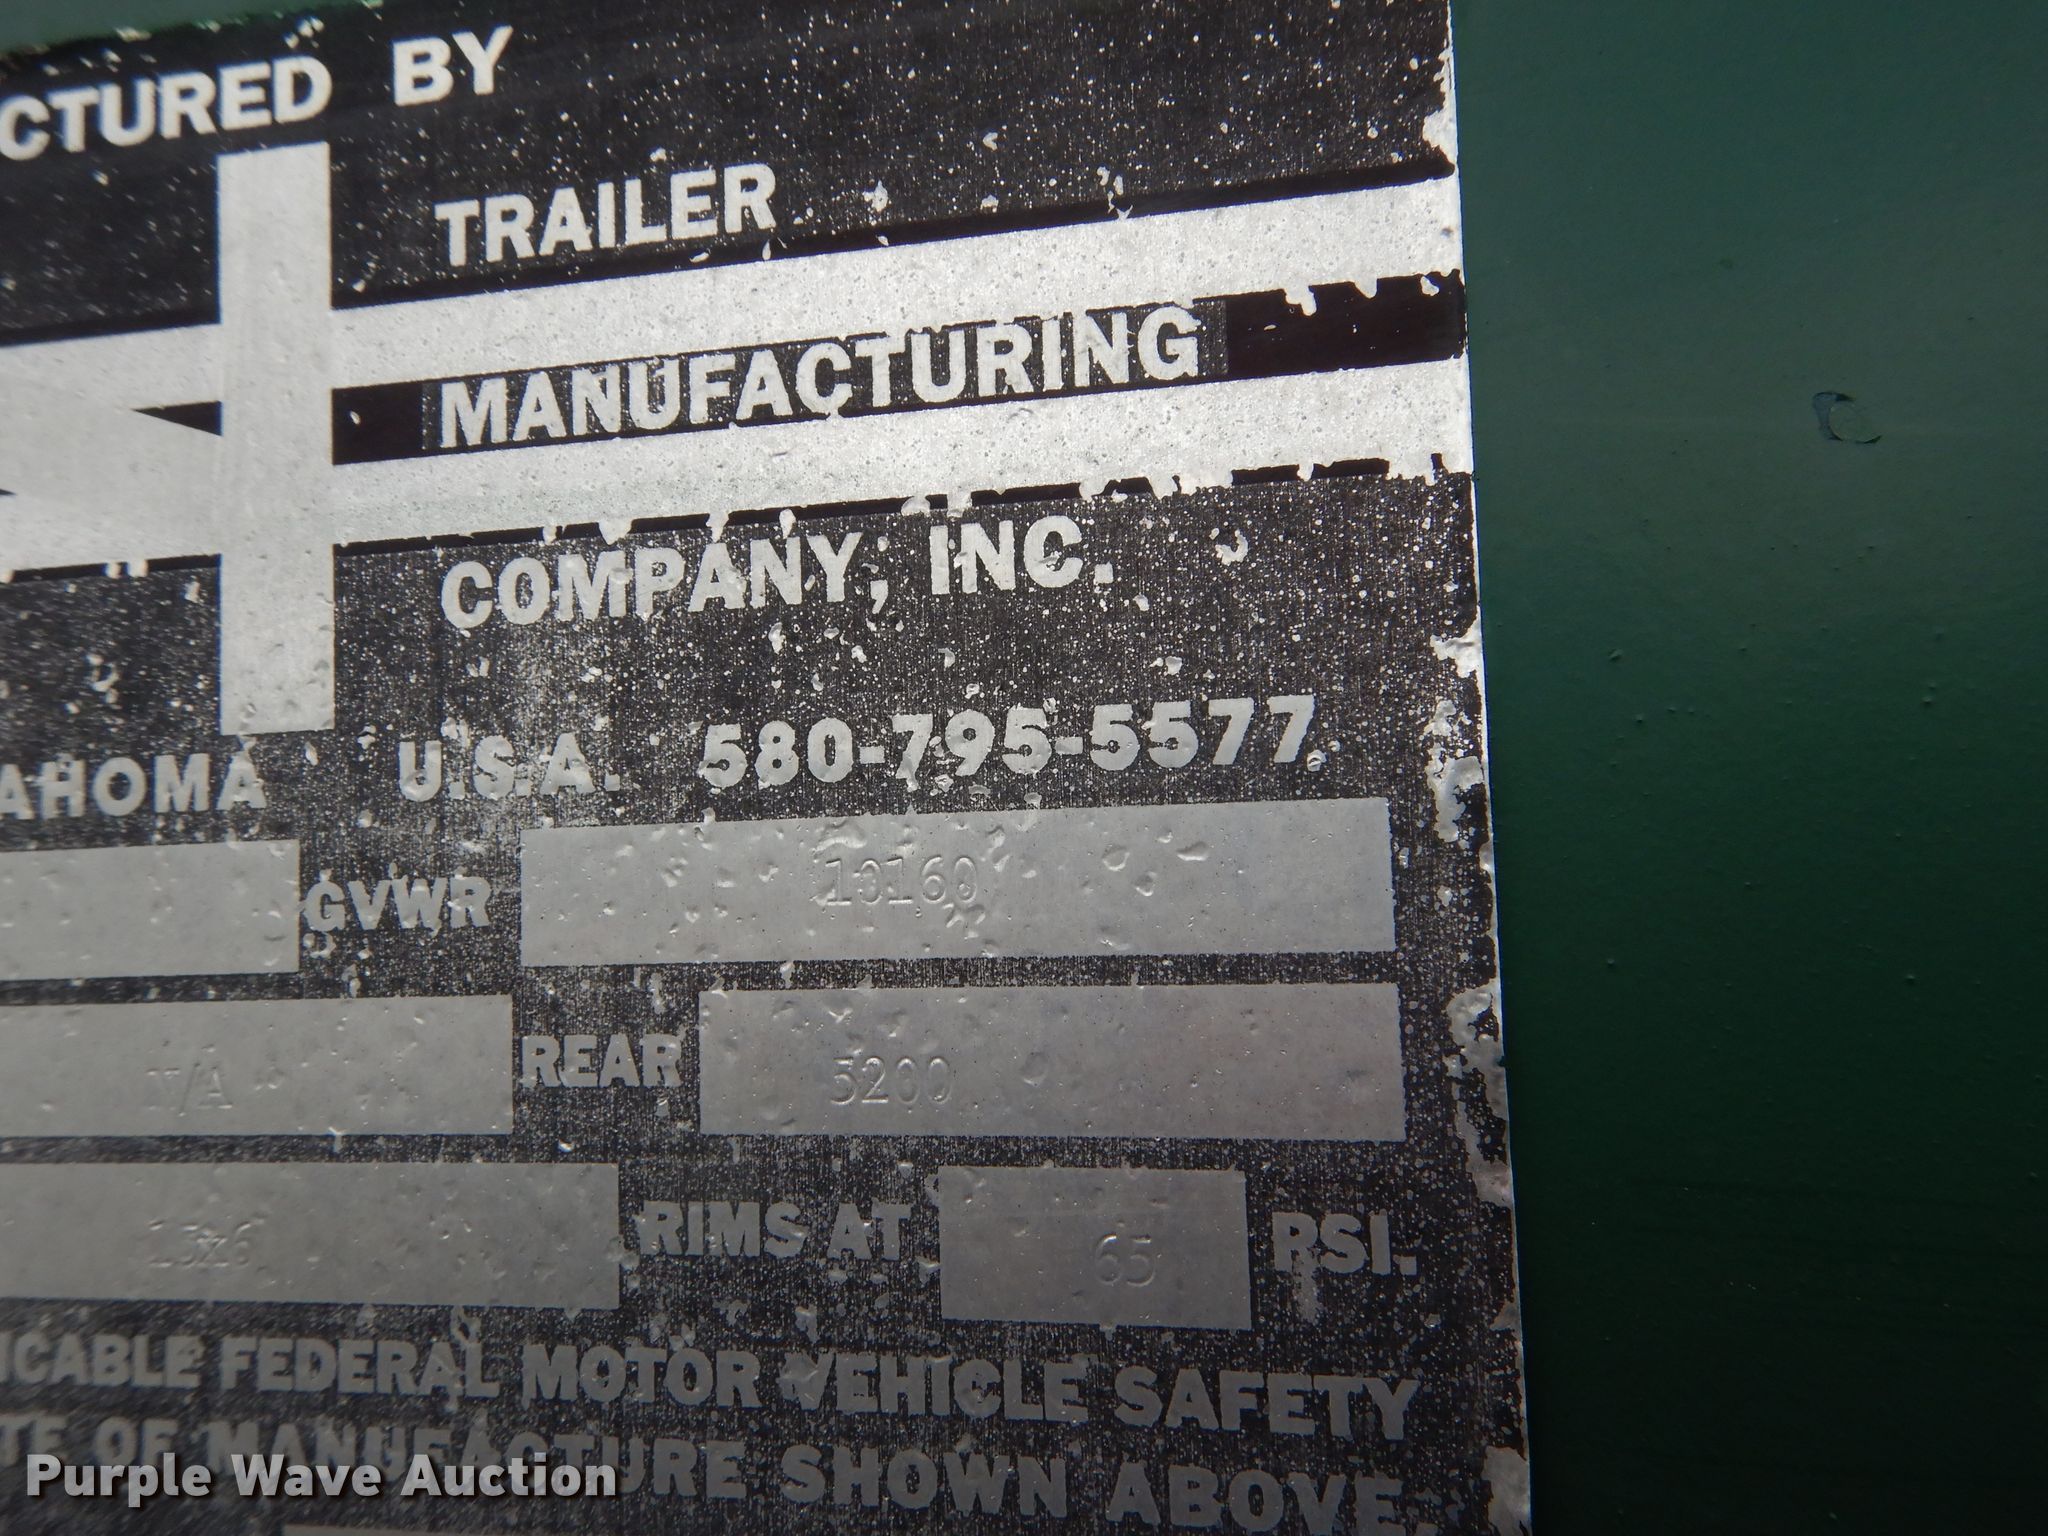 CTURED BY
TRAILER
MANUFACTURING
COMPANY, INC.
AHOMA U.S.A. 580-795-5577
GVWR 10160
N/A REAR 5200
15x6 RIMS AT 65 PSI.
ICABLE FEDERAL MOTOR VEHICLE SAFETY
TE OF MANUFACTURE SHOWN ABOVE.
Purple Wave Auction